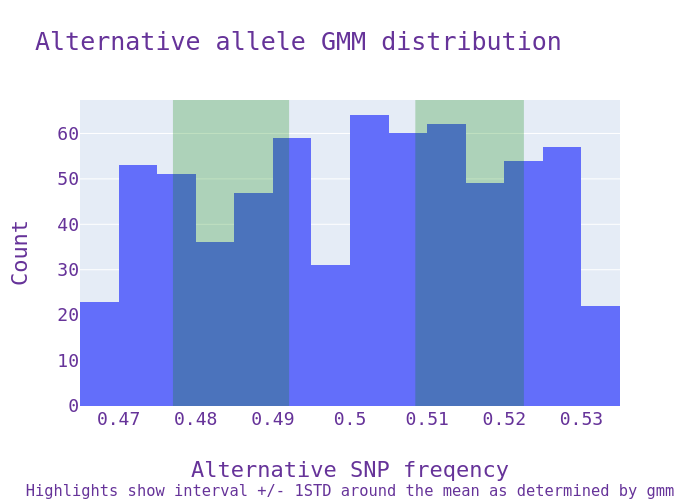 Alternative allele GMM distribution
60
50
40
30
20
10
0
Count
0.47 0.48 0.49 0.5 0.51 0.52 0.53
Alternative SNP freqency
Highlights show interval +/- 1STD around the mean as determined by gmm